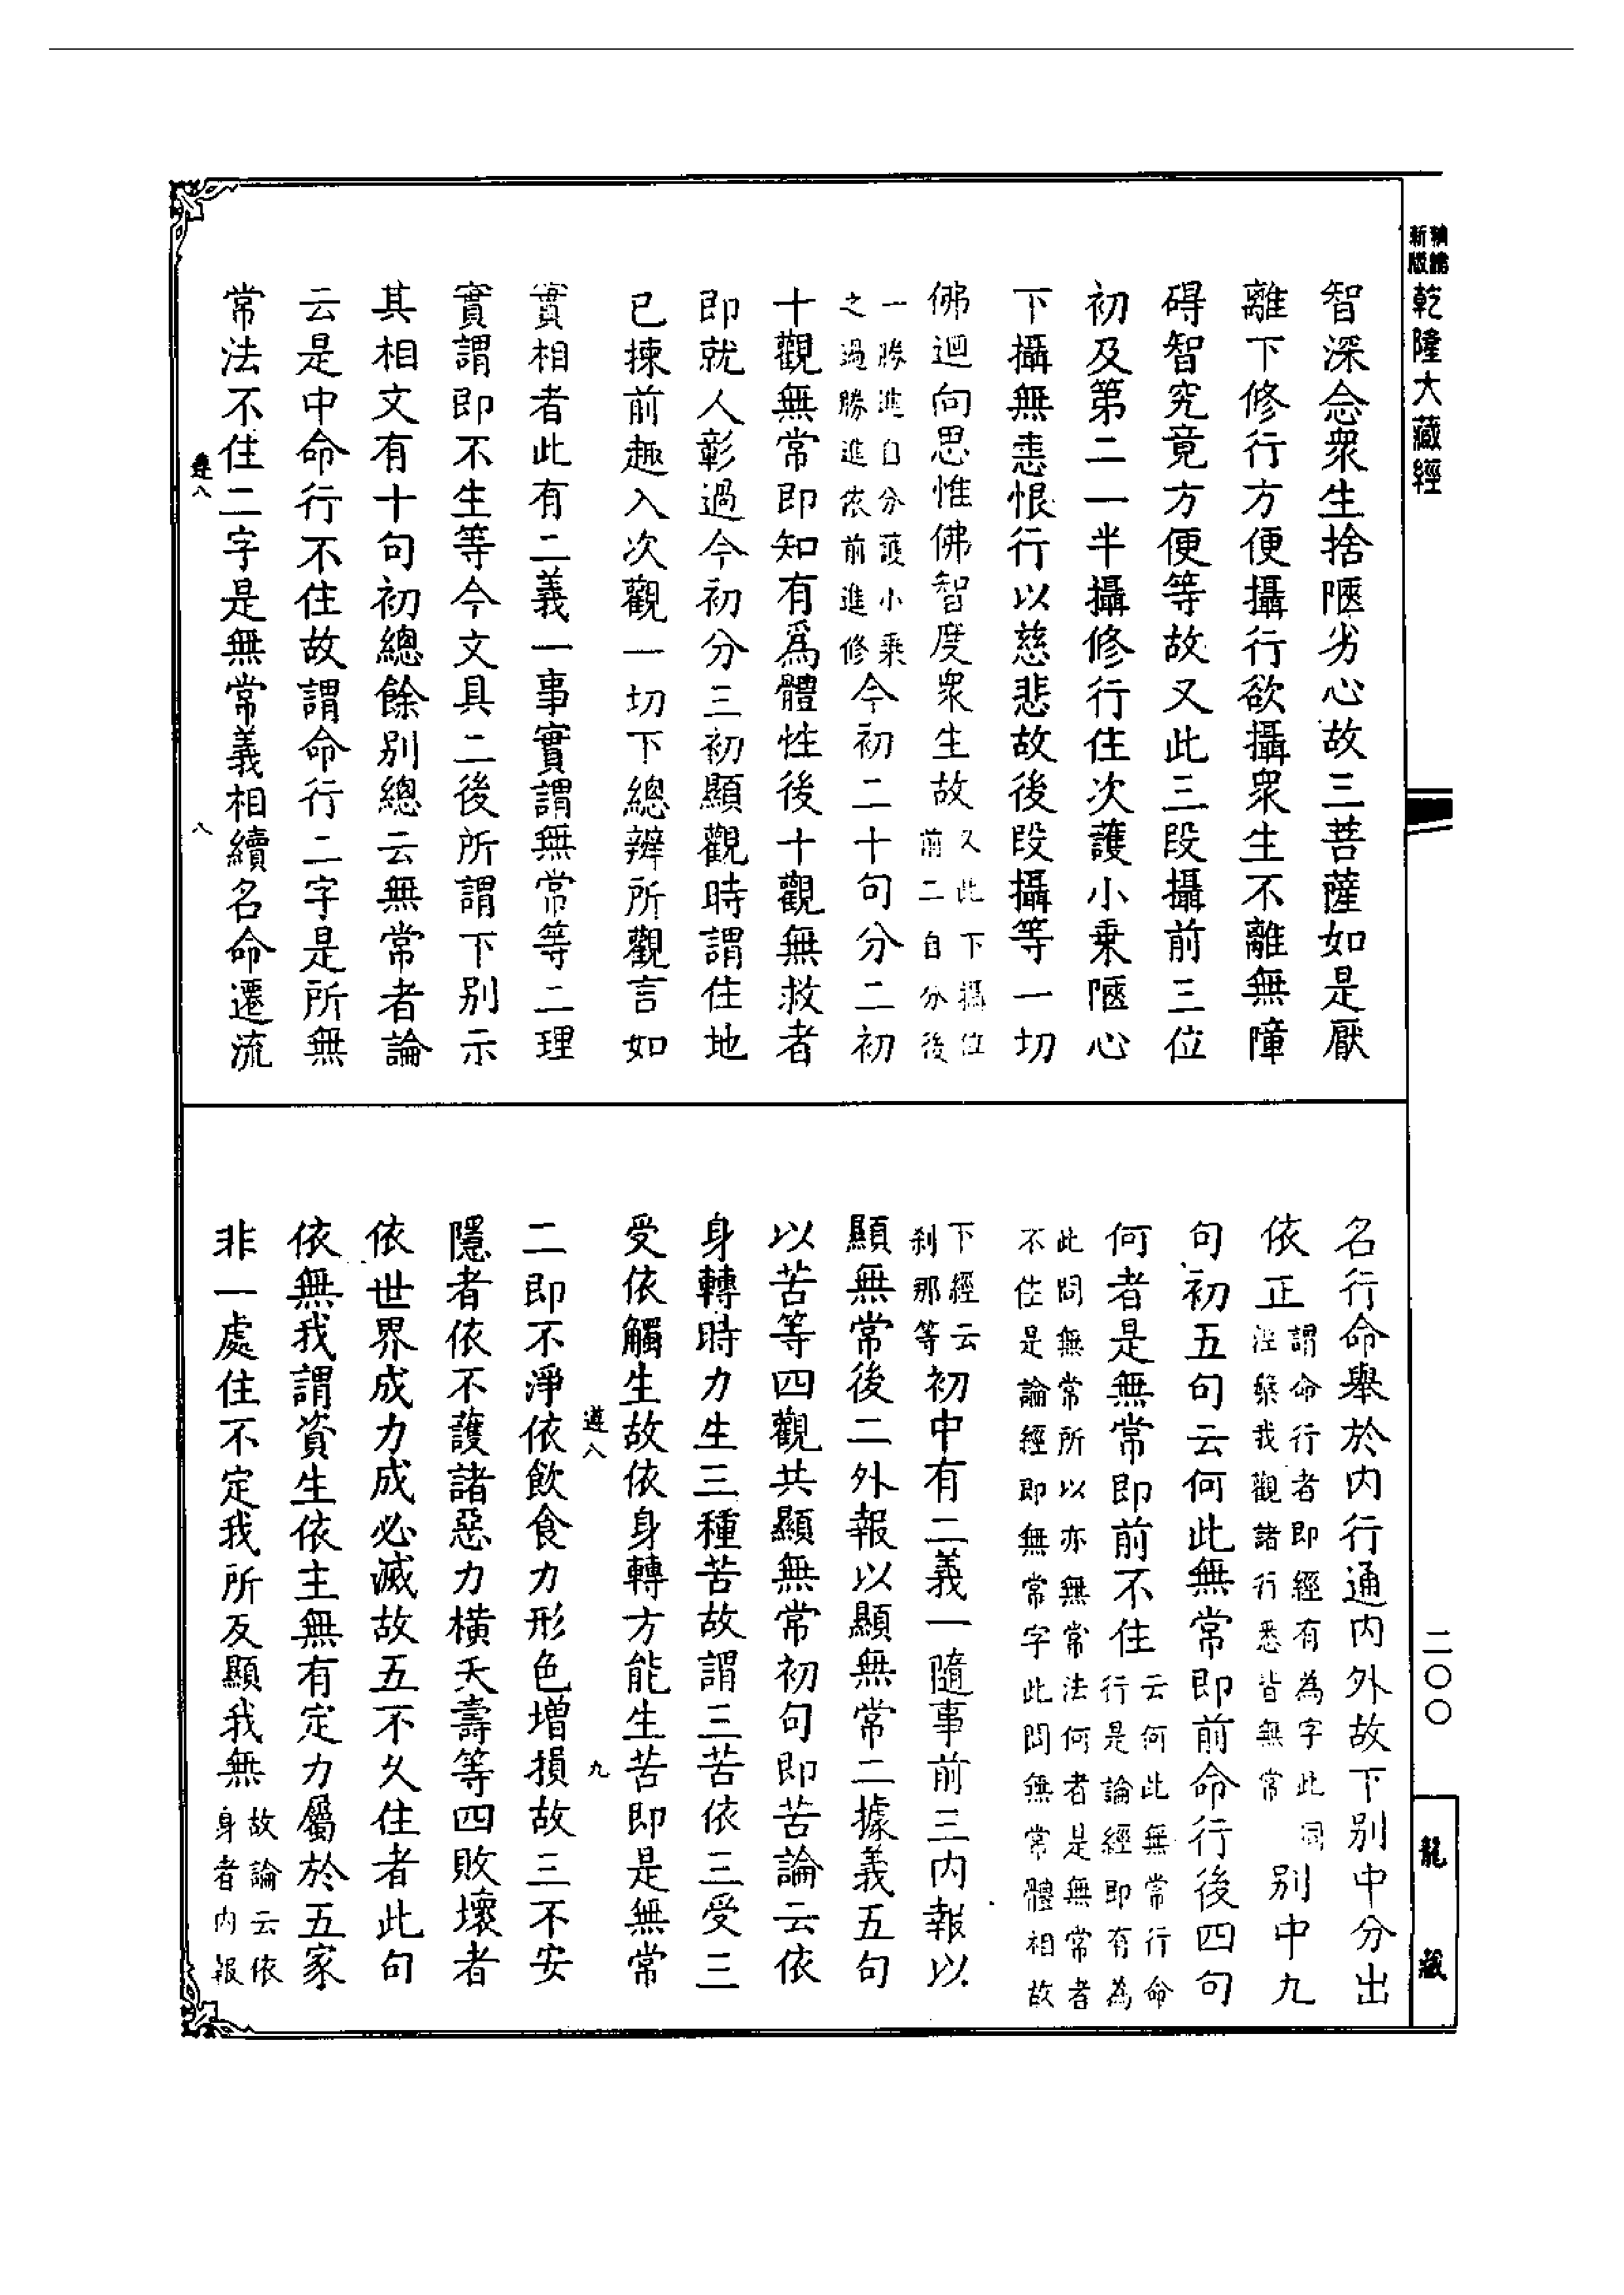 新版精縮乾隆大藏經
智深念衆生捨陋劣心故三菩薩如是厭
離下修行方便攝行欲攝衆生不離無障
碍智究竟方便等故又此三段攝前三位
初及第二一半攝修行住次護小乗陋心
下攝無恚恨行以慈悲故後段攝等一切
佛迴向思惟佛智度衆生故又此下攝位前二自分後
一勝進自分護小乗之過勝進依前進修今初二十句分二初
十觀無常即知有爲體性後十觀無救者
即就人彰過今初分三初顯觀時謂住地
已揀前趣入次觀一切下總辨所觀言如
實相者此有二義一事實謂無常等二理
實謂即不生等今文具二後所謂下別示
其相文有十句初總餘別總云無常者論
云是中命行不住故謂命行二字是所無
常法不住二字是無常義相續名命遷流
遵八
八
名行命舉於内行通内外故下別中分出
依正謂命行者即經有為字此同涅槃我觀諸行悉皆無常別中九
句初五句云何此無常即前命行後四句
何者是無常即前不住云何此無常行命行是論經即有為
此問無常所以亦無常法何者是無常者不住是論經即無常字此問無常體相故
下經云刹那等初中有二義一隨事前三内報以
顯無常後二外報以顯無常二據義五句
以苦等四觀共顯無常初句即苦論云依
身轉時力生三種苦故謂三苦依三受三
受依觸生故依身轉方能生苦即是無常
遵八
九
二即不淨依飲食力形色增損故三不安
隱者依不護諸惡力橫夭壽等四敗壞者
依世界成力成必滅故五不久住者此句
依無我謂資生依主無有定力屬於五家
非一處住不定我所反顯我無故論云依身者内報
二〇〇
龍藏